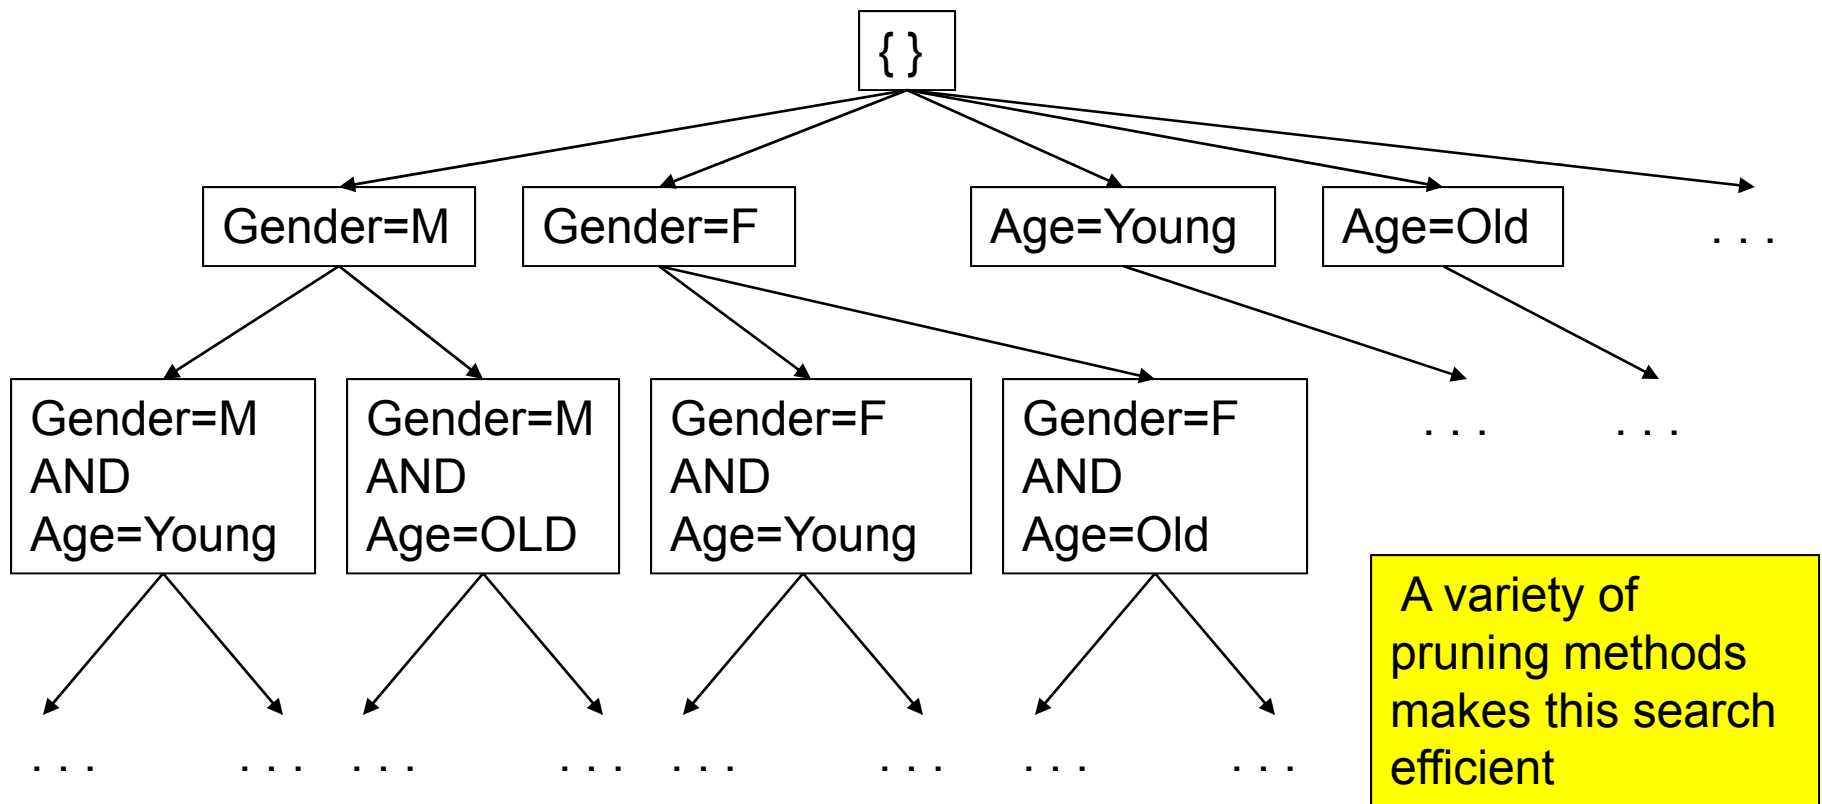 { }
Gender=M
Gender=F
Age=Young
Age=Old
. . .
Gender=M
AND
Age=Young
Gender=M
AND
Age=OLD
Gender=F
AND
Age=Young
Gender=F
AND
Age=Old
. . .
. . .
A variety of
pruning methods
makes this search
efficient
. . .
. . .
. . .
. . .
. . .
. . .
. . .
. . .